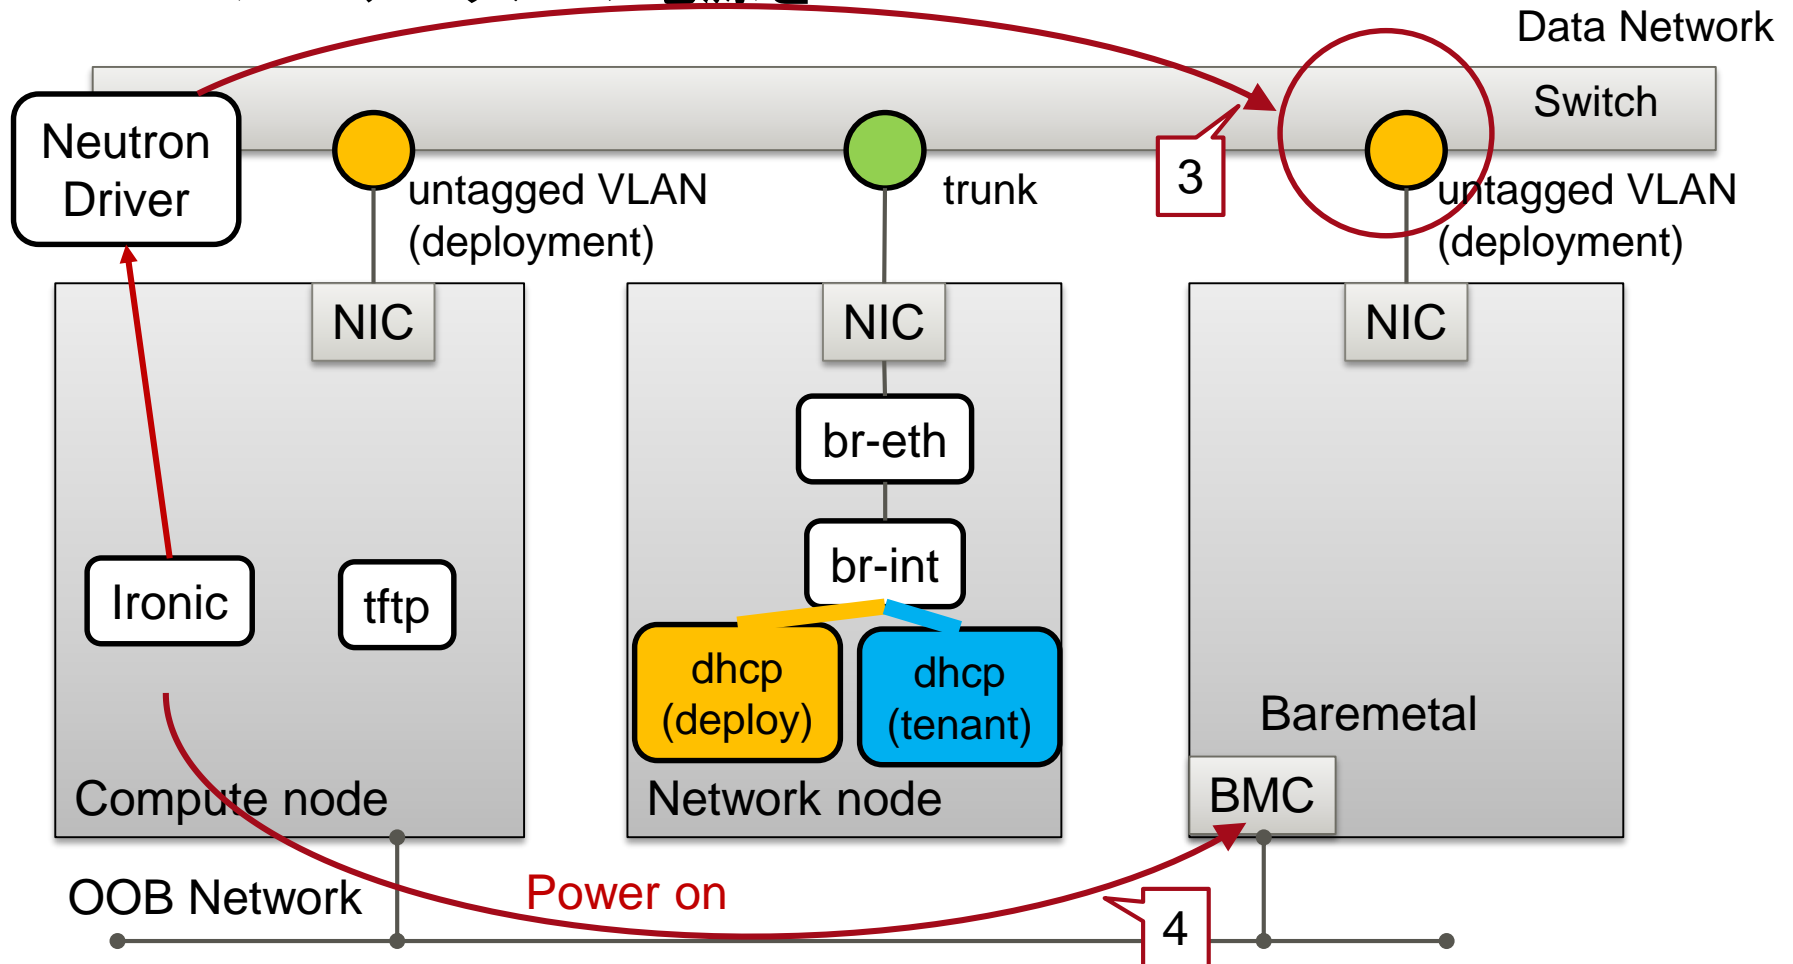 Data Network
Switch
Neutron
Driver
untagged VLAN
(deployment)
trunk
3
untagged VLAN
(deployment)
NIC
NIC
NIC
br-eth
br-int
Ironic
tftp
dhcp
(deploy)
dhcp
(tenant)
Baremetal
Compute node
Network node
BMC
OOB Network
Power on
4